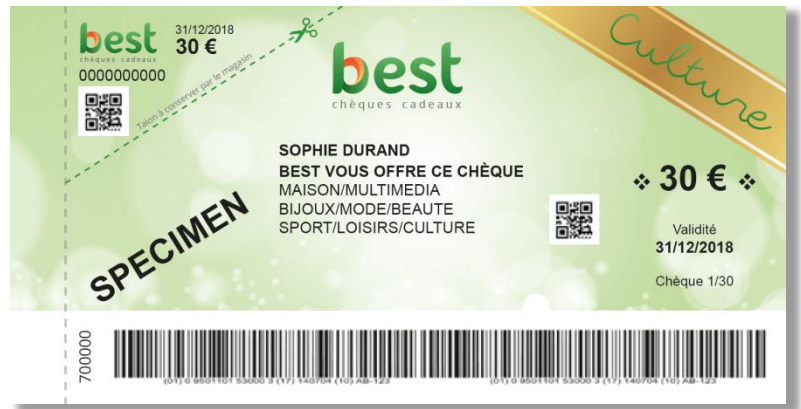 best
chèques cadeaux
31/12/2018
30 €
0000000000
Talon à conserver par le magasin
best
chèques cadeaux
Culture
SOPHIE DURAND
BEST VOUS OFFRE CE CHÈQUE
MAISON/MULTIMEDIA
BIJOUX/MODE/BEAUTE
SPORT/LOISIRS/CULTURE
SPECIMEN
30 €
Validité
31/12/2018
Chèque 1/30
700000
(01) 0 9501101 53000 3 (17) 140704 (10) AB-123
(01) 0 9501101 53000 3 (17) 140704 (10) AB-123